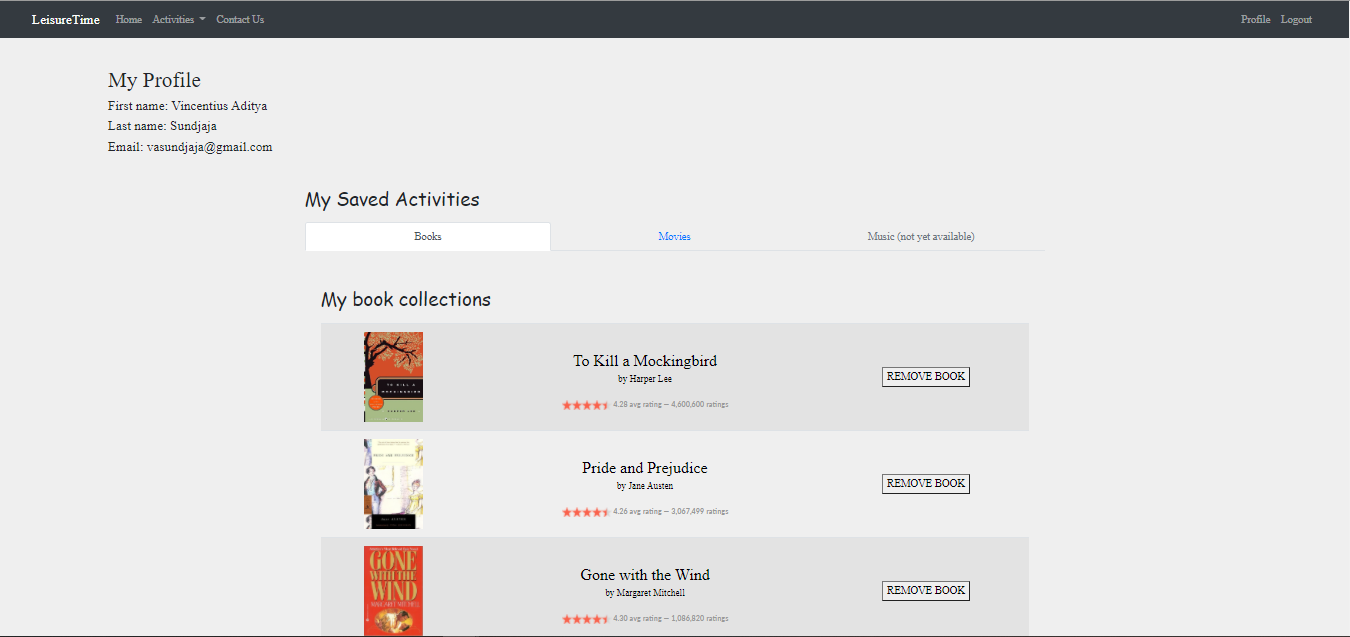 LeisureTime Home Activities Contact Us Profile Logout
My Profile
First name: Vincentius Aditya
Last name: Sundjaja
Email: vasundjaja@gmail.com
My Saved Activities
Books Movies Music (not yet available)
My book collections
TO KILL A
MOCKINGBIRD
HARPER LEE
To Kill a Mockingbird
by Harper Lee
4.28 avg rating — 4,600,600 ratings
REMOVE BOOK
PRIDE AND PREJUDICE
JANE AUSTEN
Pride and Prejudice
by Jane Austen
4.26 avg rating — 3,067,499 ratings
REMOVE BOOK
GONE
WITH THE
WIND
MARGARET MITCHELL
Gone with the Wind
by Margaret Mitchell
4.30 avg rating — 1,086,820 ratings
REMOVE BOOK